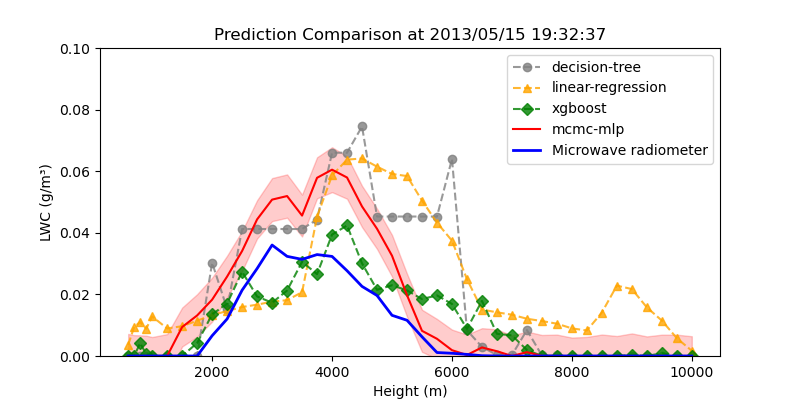 Prediction Comparison at 2013/05/15 19:32:37
0.10
0.08
0.06
0.04
0.02
0.00
LWC (g/m³)
decision-tree
linear-regression
xgboost
mcmc-mlp
Microwave radiometer
2000 4000 6000 8000 10000
Height (m)